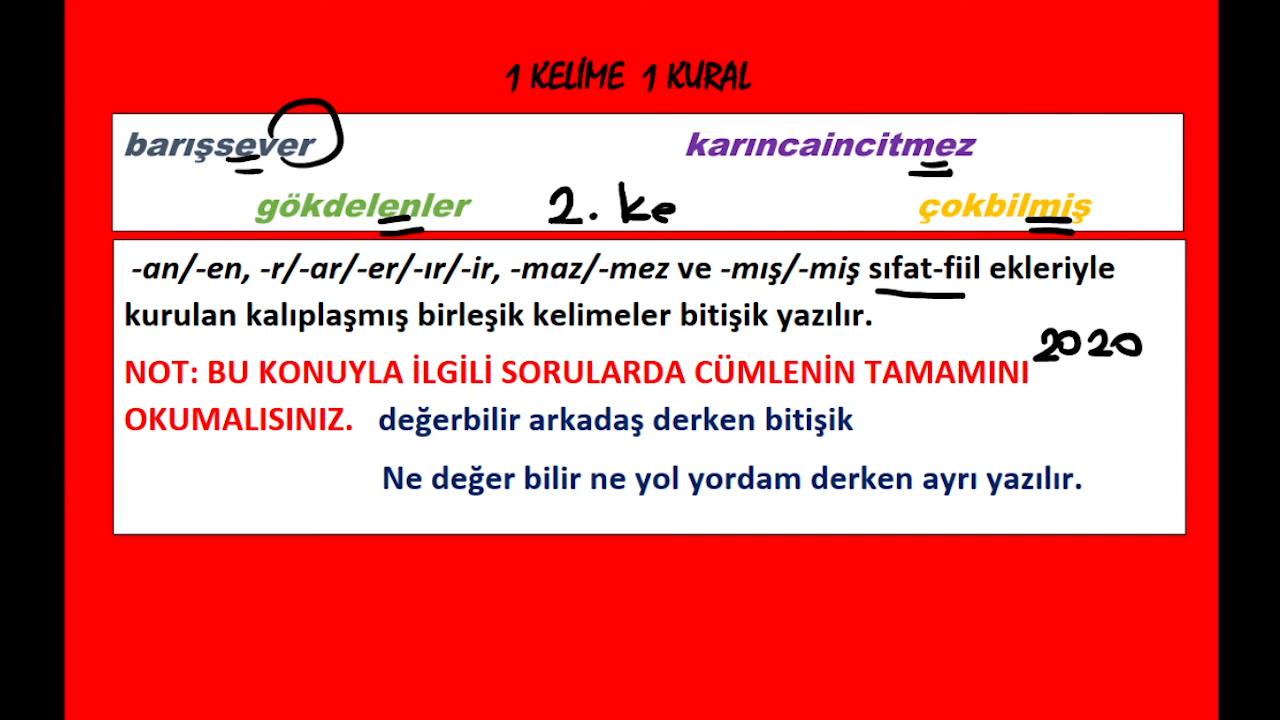 1 KELİME 1 KURAL
barışsever karıncaincitmez
gökdelenler 2. ke çokbilmiş
-an/-en, -r/-ar/-er/-ır/-ir, -maz/-mez ve -mış/-miş sıfat-fiil ekleriyle
kurulan kalıplaşmış birleşik kelimeler bitişik yazılır.
2020
NOT: BU KONUYLA İLGİLİ SORULARDA CÜMLENİN TAMAMINI
OKUMALISINIZ. değerbilir arkadaş derken bitişik
Ne değer bilir ne yol yordam derken ayrı yazılır.